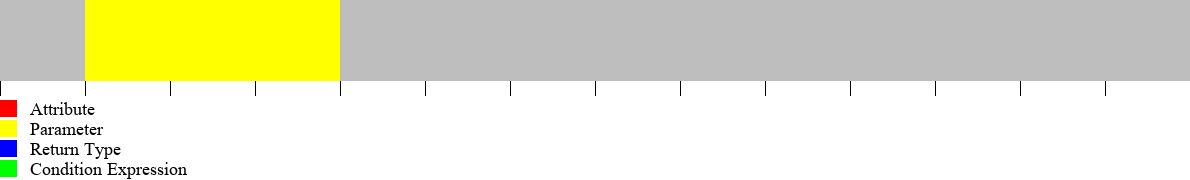 Attribute
Parameter
Return Type
Condition Expression